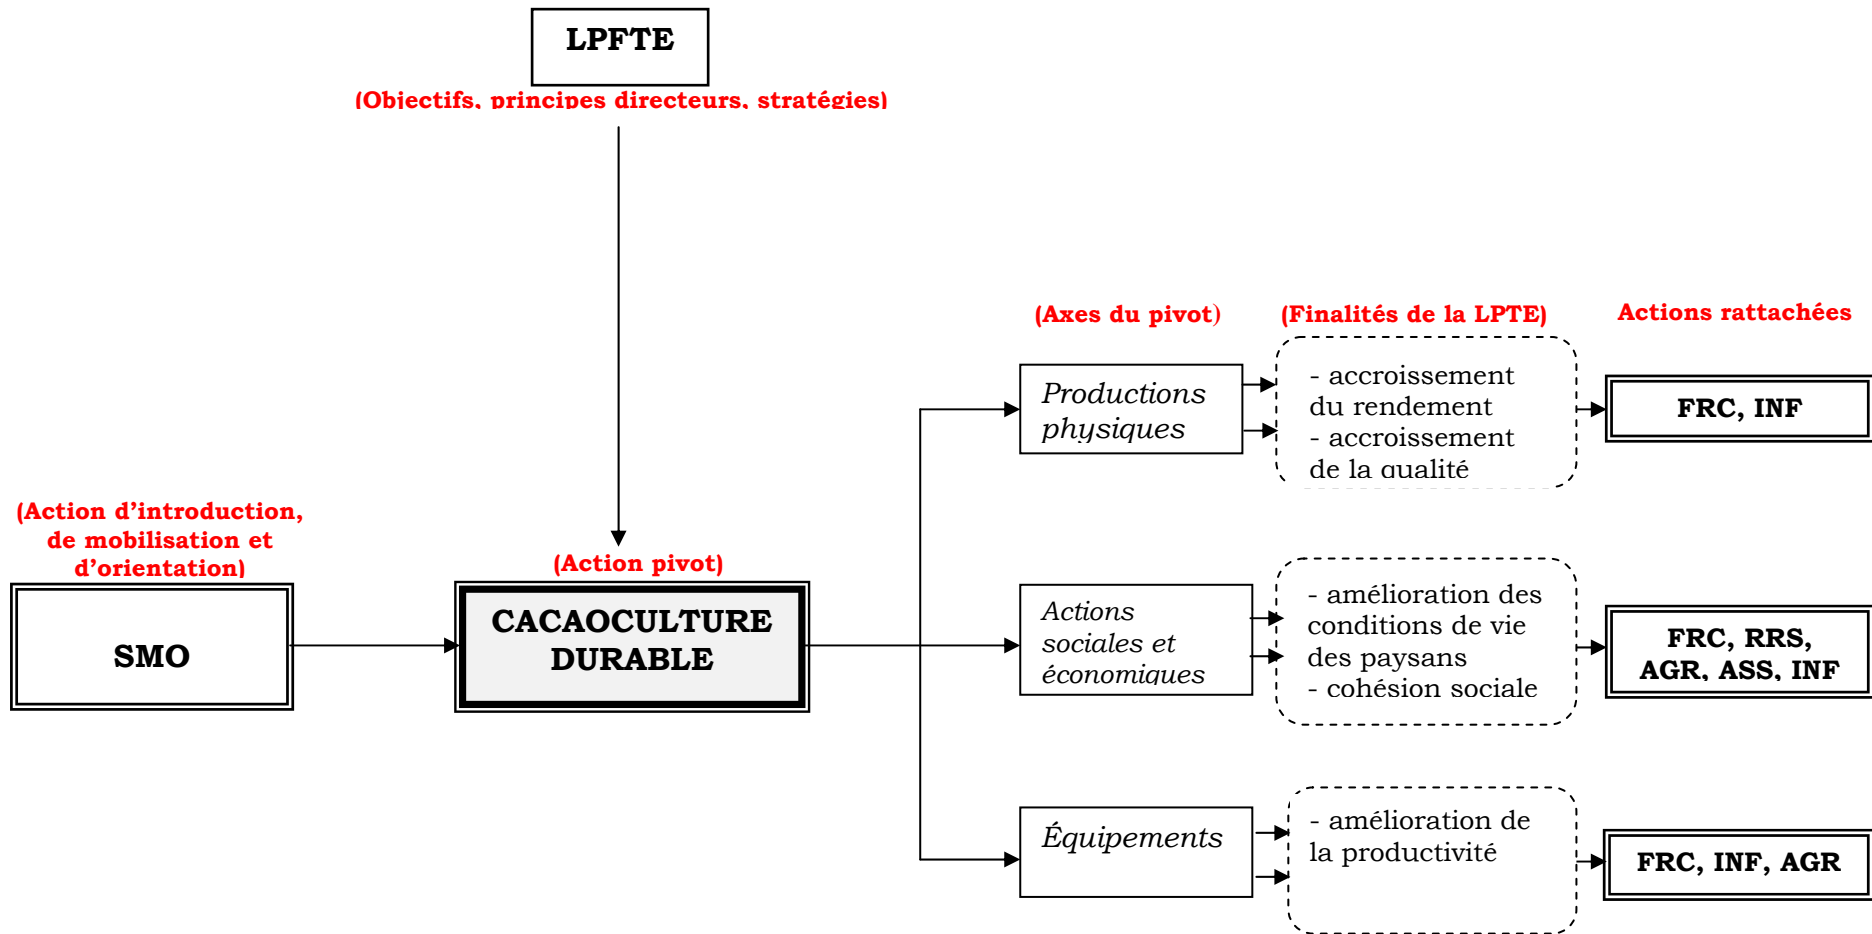 LPFTE
(Objectifs, principes directeurs, stratégies)
(Axes du pivot)
(Finalités de la LPTE)
Actions rattachées
Productions
physiques
- accroissement
du rendement
- accroissement
de la qualité
FRC, INF
(Action d’introduction,
de mobilisation et
d’orientation)
SMO
(Action pivot)
CACAOCULTURE
DURABLE
Actions
sociales et
économiques
- amélioration des
conditions de vie
des paysans
- cohésion sociale
FRC, RRS,
AGR, ASS, INF
Équipements
- amélioration de
la productivité
FRC, INF, AGR